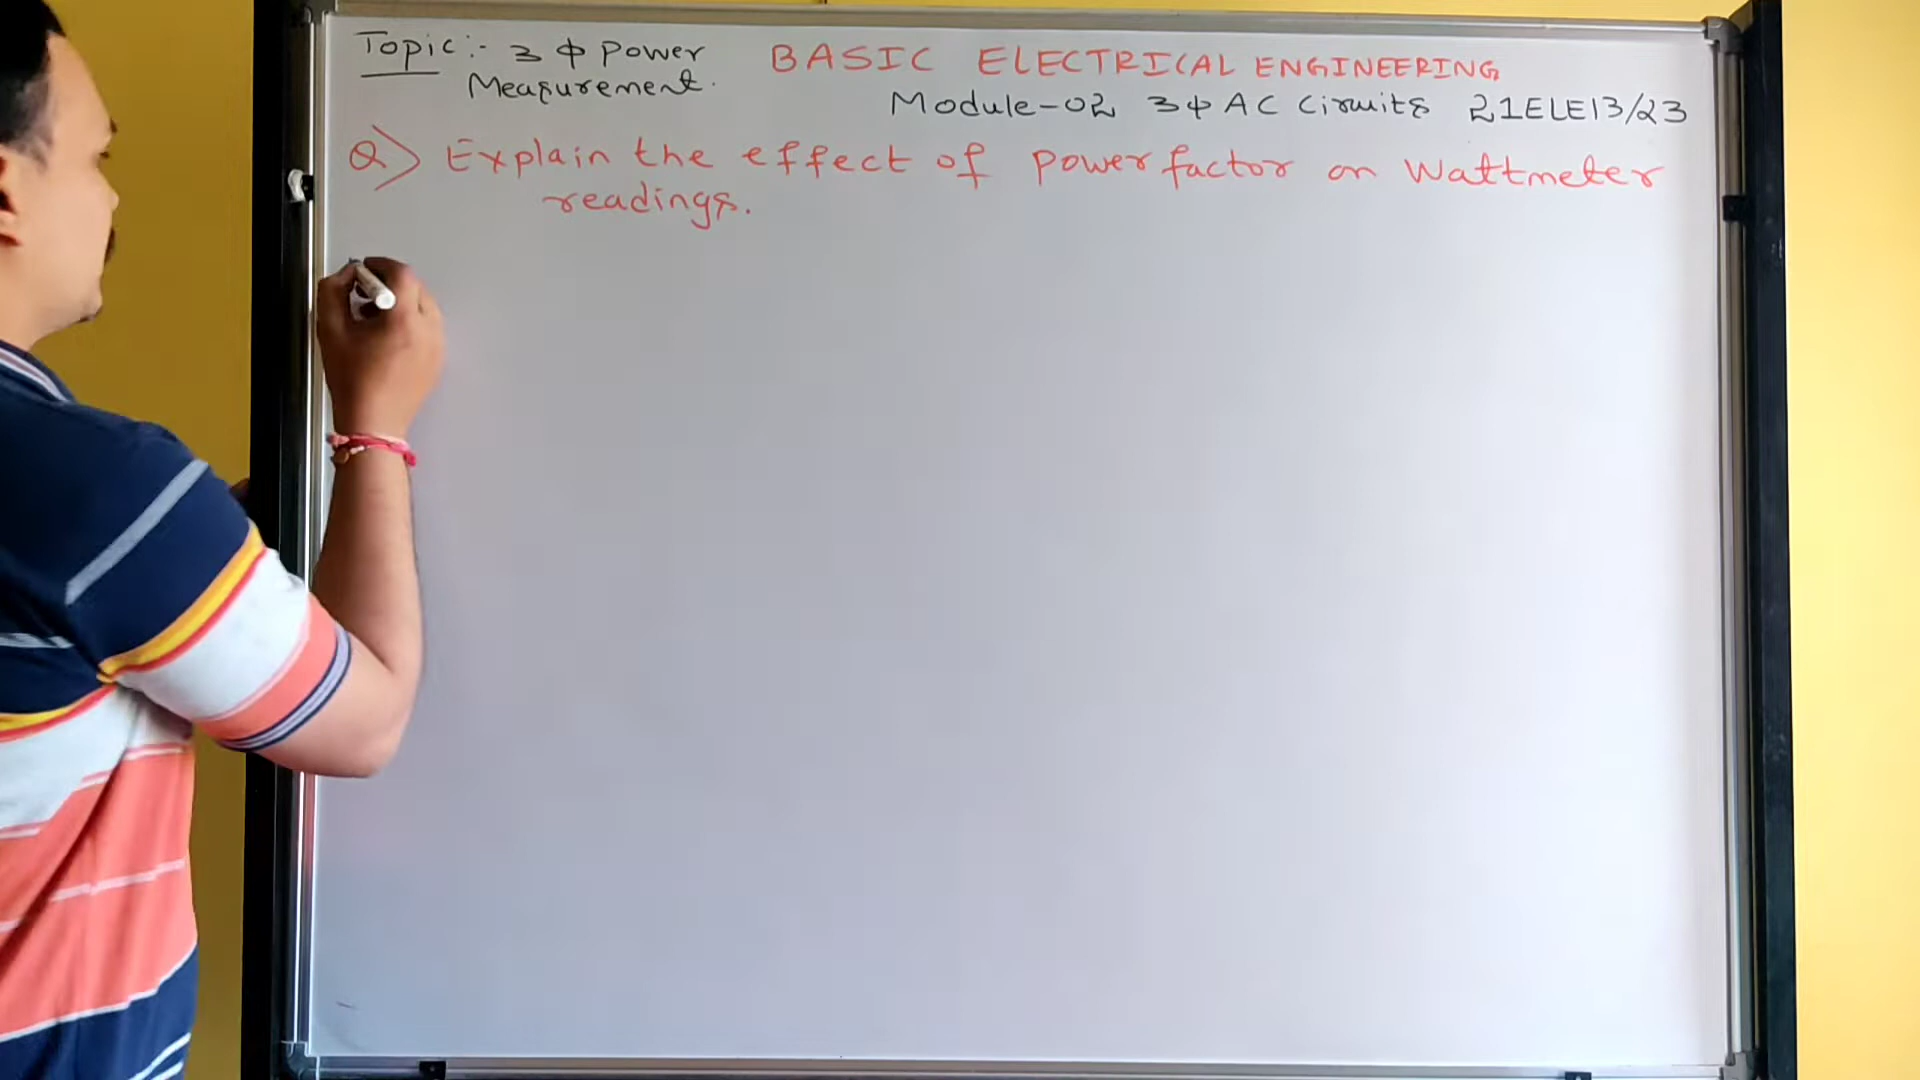 Topic:- 3 ϕ Power
Measurement.
BASIC ELECTRICAL ENGINEERING
Module-02 3ϕ AC Circuits 21ELE13/23
Q> Explain the effect of power factor on Wattmeter
readings.